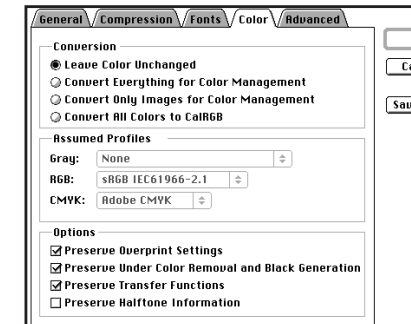 General Compression Fonts Color Advanced
Conversion
Leave Color Unchanged
Convert Everything for Color Management
Convert Only Images for Color Management
Convert All Colors to CalRGB
Assumed Profiles
Gray: None
RGB: sRGB IEC61966-2.1
CMYK: Adobe CMYK
Options
Preserve Overprint Settings
Preserve Under Color Removal and Black Generation
Preserve Transfer Functions
Preserve Halftone Information